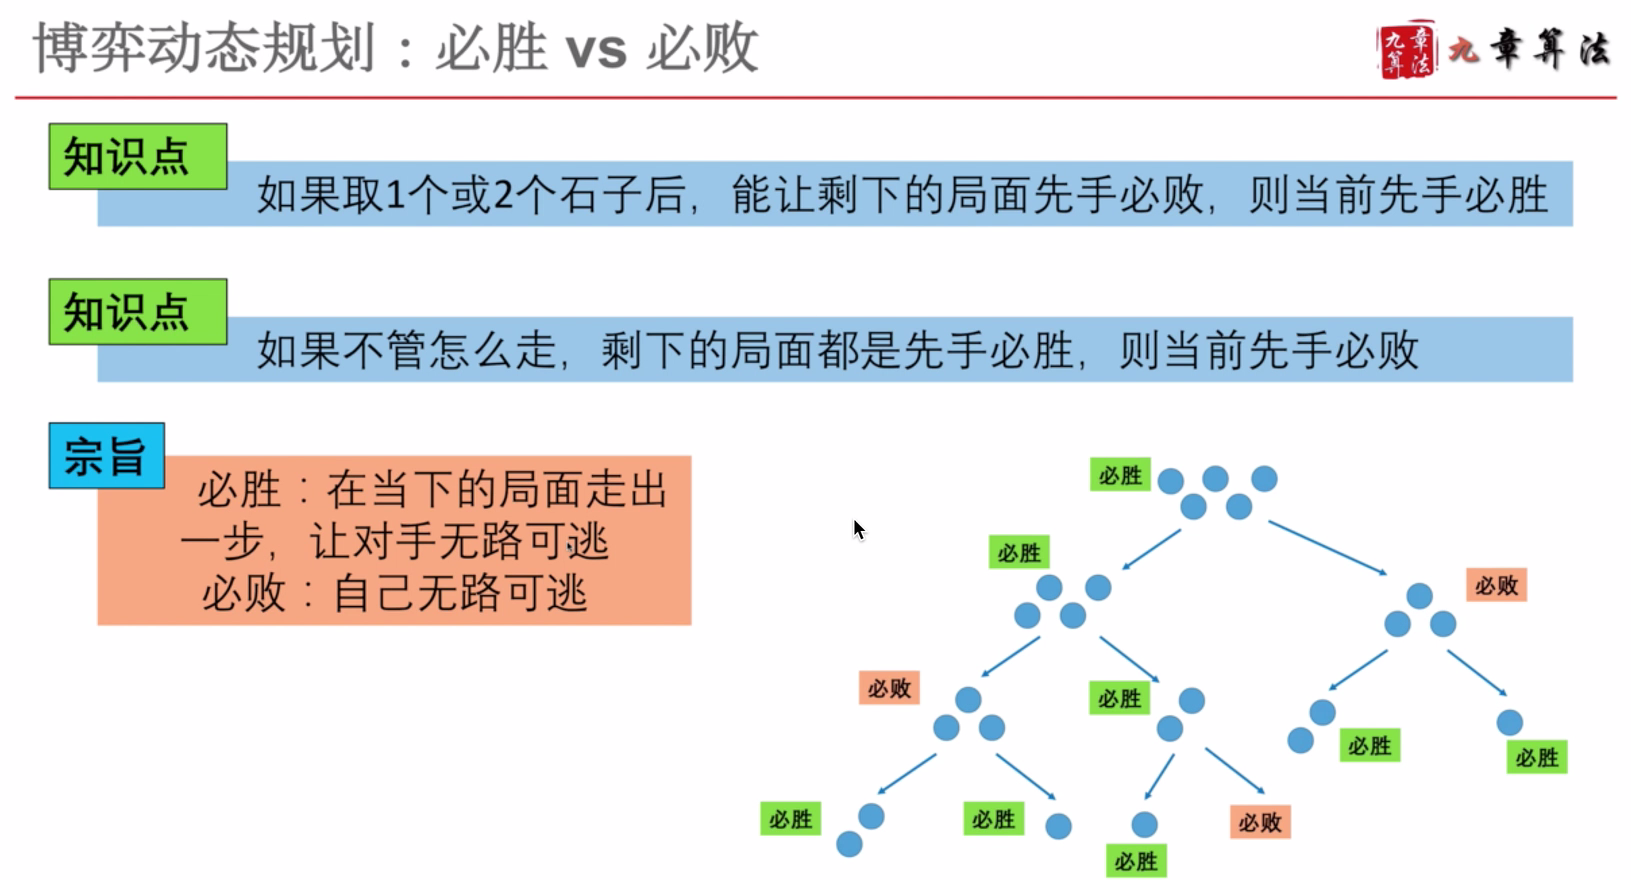 博弈动态规划：必胜 vs 必败
九章算法
九章算法
知识点
如果取1个或2个石子后，能让剩下的局面先手必败，则当前先手必胜
知识点
如果不管怎么走，剩下的局面都是先手必胜，则当前先手必败
宗旨
必胜：在当下的局面走出
一步，让对手无路可逃
必败：自己无路可逃
必胜
必胜
必败
必败
必胜
必胜
必胜
必胜
必胜
必败
必胜